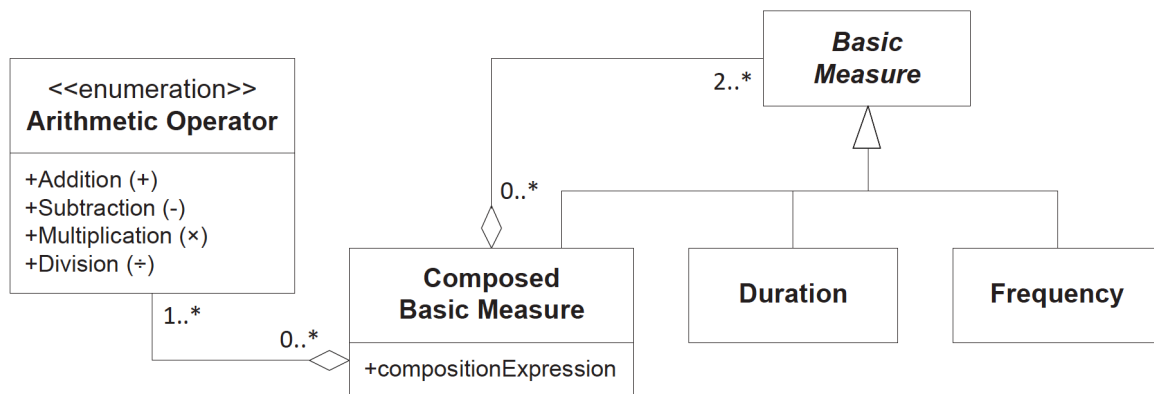 <<enumeration>>
Arithmetic Operator
+Addition (+)
+Subtraction (-)
+Multiplication (×)
+Division (÷)
1..*
0..*
Basic
Measure
2..*
0..*
Composed
Basic Measure
+compositionExpression
Duration
Frequency